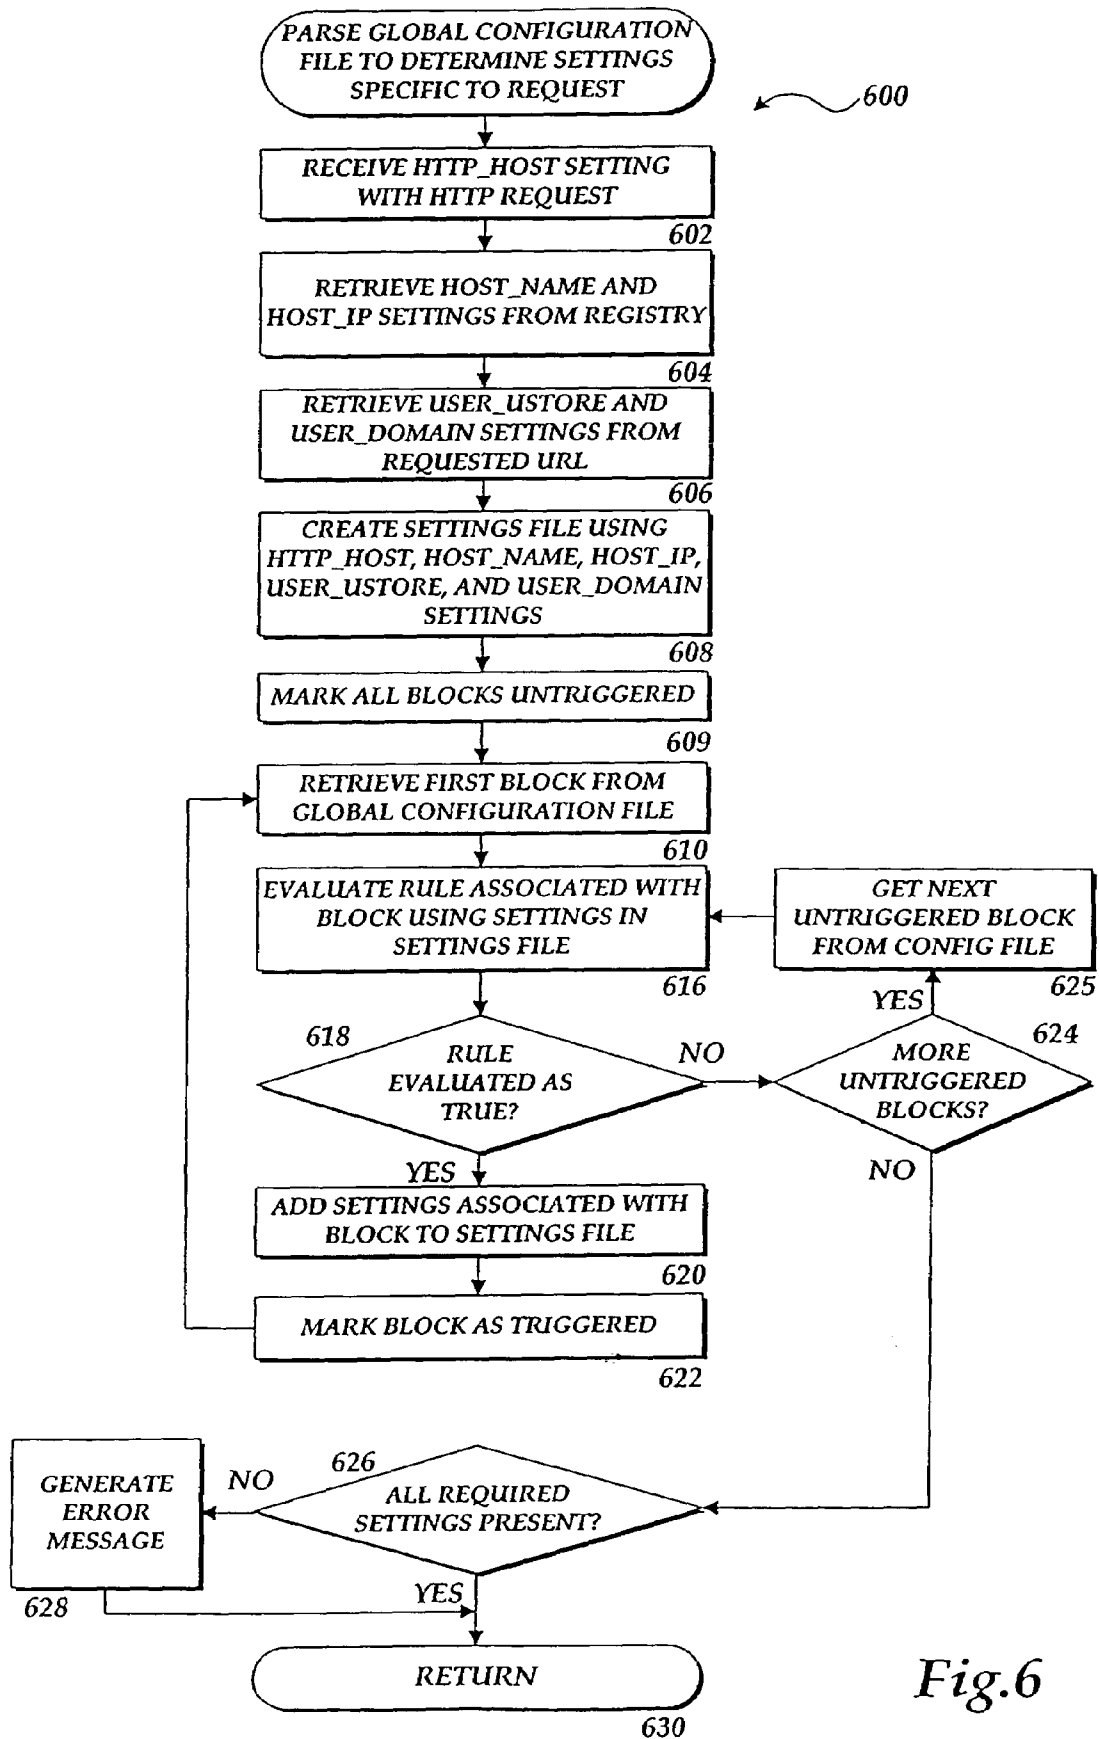 PARSE GLOBAL CONFIGURATION
FILE TO DETERMINE SETTINGS
SPECIFIC TO REQUEST
600
RECEIVE HTTP_HOST SETTING
WITH HTTP REQUEST
602
RETRIEVE HOST_NAME AND
HOST_IP SETTINGS FROM REGISTRY
604
RETRIEVE USER_USTORE AND
USER_DOMAIN SETTINGS FROM
REQUESTED URL
606
CREATE SETTINGS FILE USING
HTTP_HOST, HOST_NAME, HOST_IP,
USER_USTORE, AND USER_DOMAIN
SETTINGS
608
MARK ALL BLOCKS UNTRIGGERED
609
RETRIEVE FIRST BLOCK FROM
GLOBAL CONFIGURATION FILE
610
EVALUATE RULE ASSOCIATED WITH
BLOCK USING SETTINGS IN
SETTINGS FILE
616
GET NEXT
UNTRIGGERED BLOCK
FROM CONFIG FILE
625
YES
618
RULE
EVALUATED AS
TRUE?
NO
624
MORE
UNTRIGGERED
BLOCKS?
YES
NO
ADD SETTINGS ASSOCIATED WITH
BLOCK TO SETTINGS FILE
620
MARK BLOCK AS TRIGGERED
622
626
ALL REQUIRED
SETTINGS PRESENT?
NO
GENERATE
ERROR
MESSAGE
628
YES
RETURN
630
Fig.6